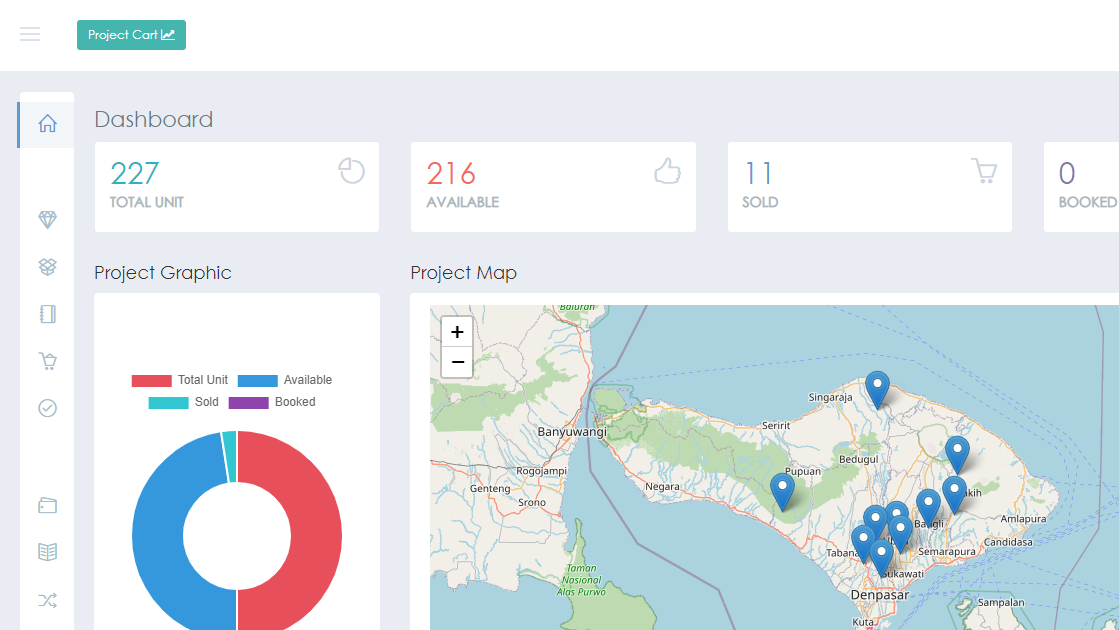 Project Cart
Dashboard
227
TOTAL UNIT
216
AVAILABLE
11
SOLD
0
BOOKED
Project Graphic
Project Map
Total Unit
Available
Sold
Booked
+
−
Baluran
Singaraja
Banyuwangi
Seririt
Bedugul
Rogojampi
Pupuan
Genteng
Negara
Srono
Amlapura
Candidasa
Semarapura
Sukawati
Taman
Nasional
Alas Purwo
Denpasar
Sampalan
Kuta